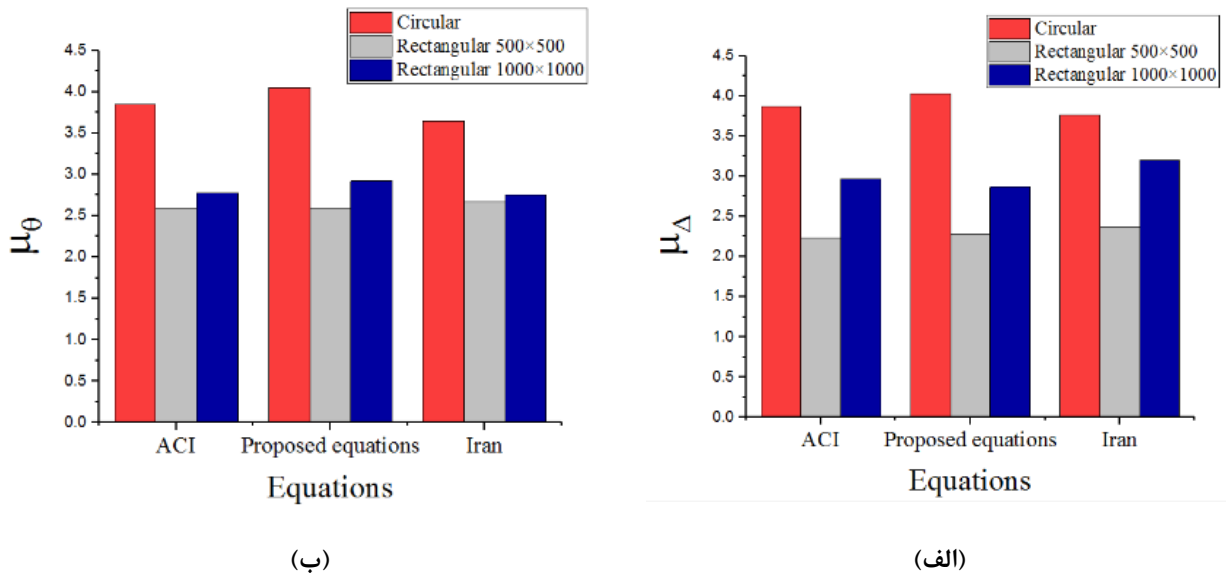 Circular
Rectangular 500×500
Rectangular 1000×1000
4.5
4.0
3.5
3.0
2.5
2.0
1.5
1.0
0.5
0.0
μθ
ACI
Proposed equations
Iran
Equations
(ب)
Circular
Rectangular 500×500
Rectangular 1000×1000
4.5
4.0
3.5
3.0
2.5
2.0
1.5
1.0
0.5
0.0
μΔ
ACI
Proposed equations
Iran
Equations
(الف)